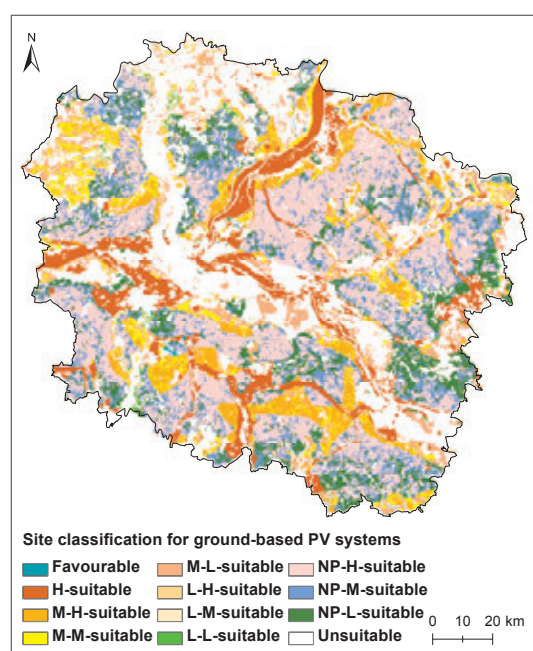 N
Site classification for ground-based PV systems
Favourable M-L-suitable NP-H-suitable
H-suitable L-H-suitable NP-M-suitable
M-H-suitable L-M-suitable NP-L-suitable
M-M-suitable L-L-suitable Unsuitable
0 10 20 km